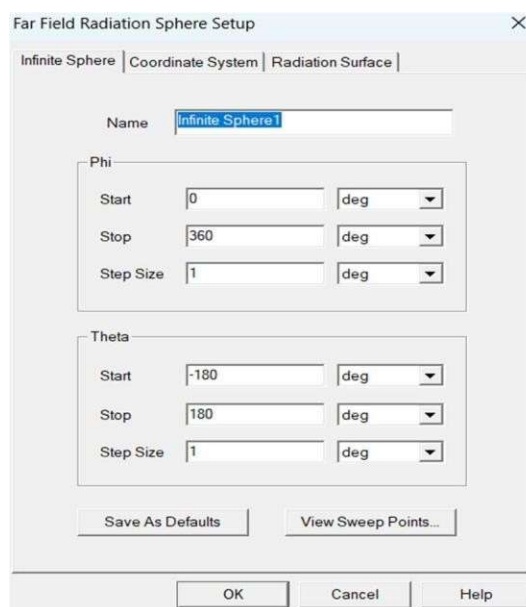 Far Field Radiation Sphere Setup
Infinite Sphere Coordinate System Radiation Surface
Name Infinite Sphere1
Phi
Start 0 deg
Stop 360 deg
Step Size 1 deg
Theta
Start -180 deg
Stop 180 deg
Step Size 1 deg
Save As Defaults View Sweep Points...
OK Cancel Help